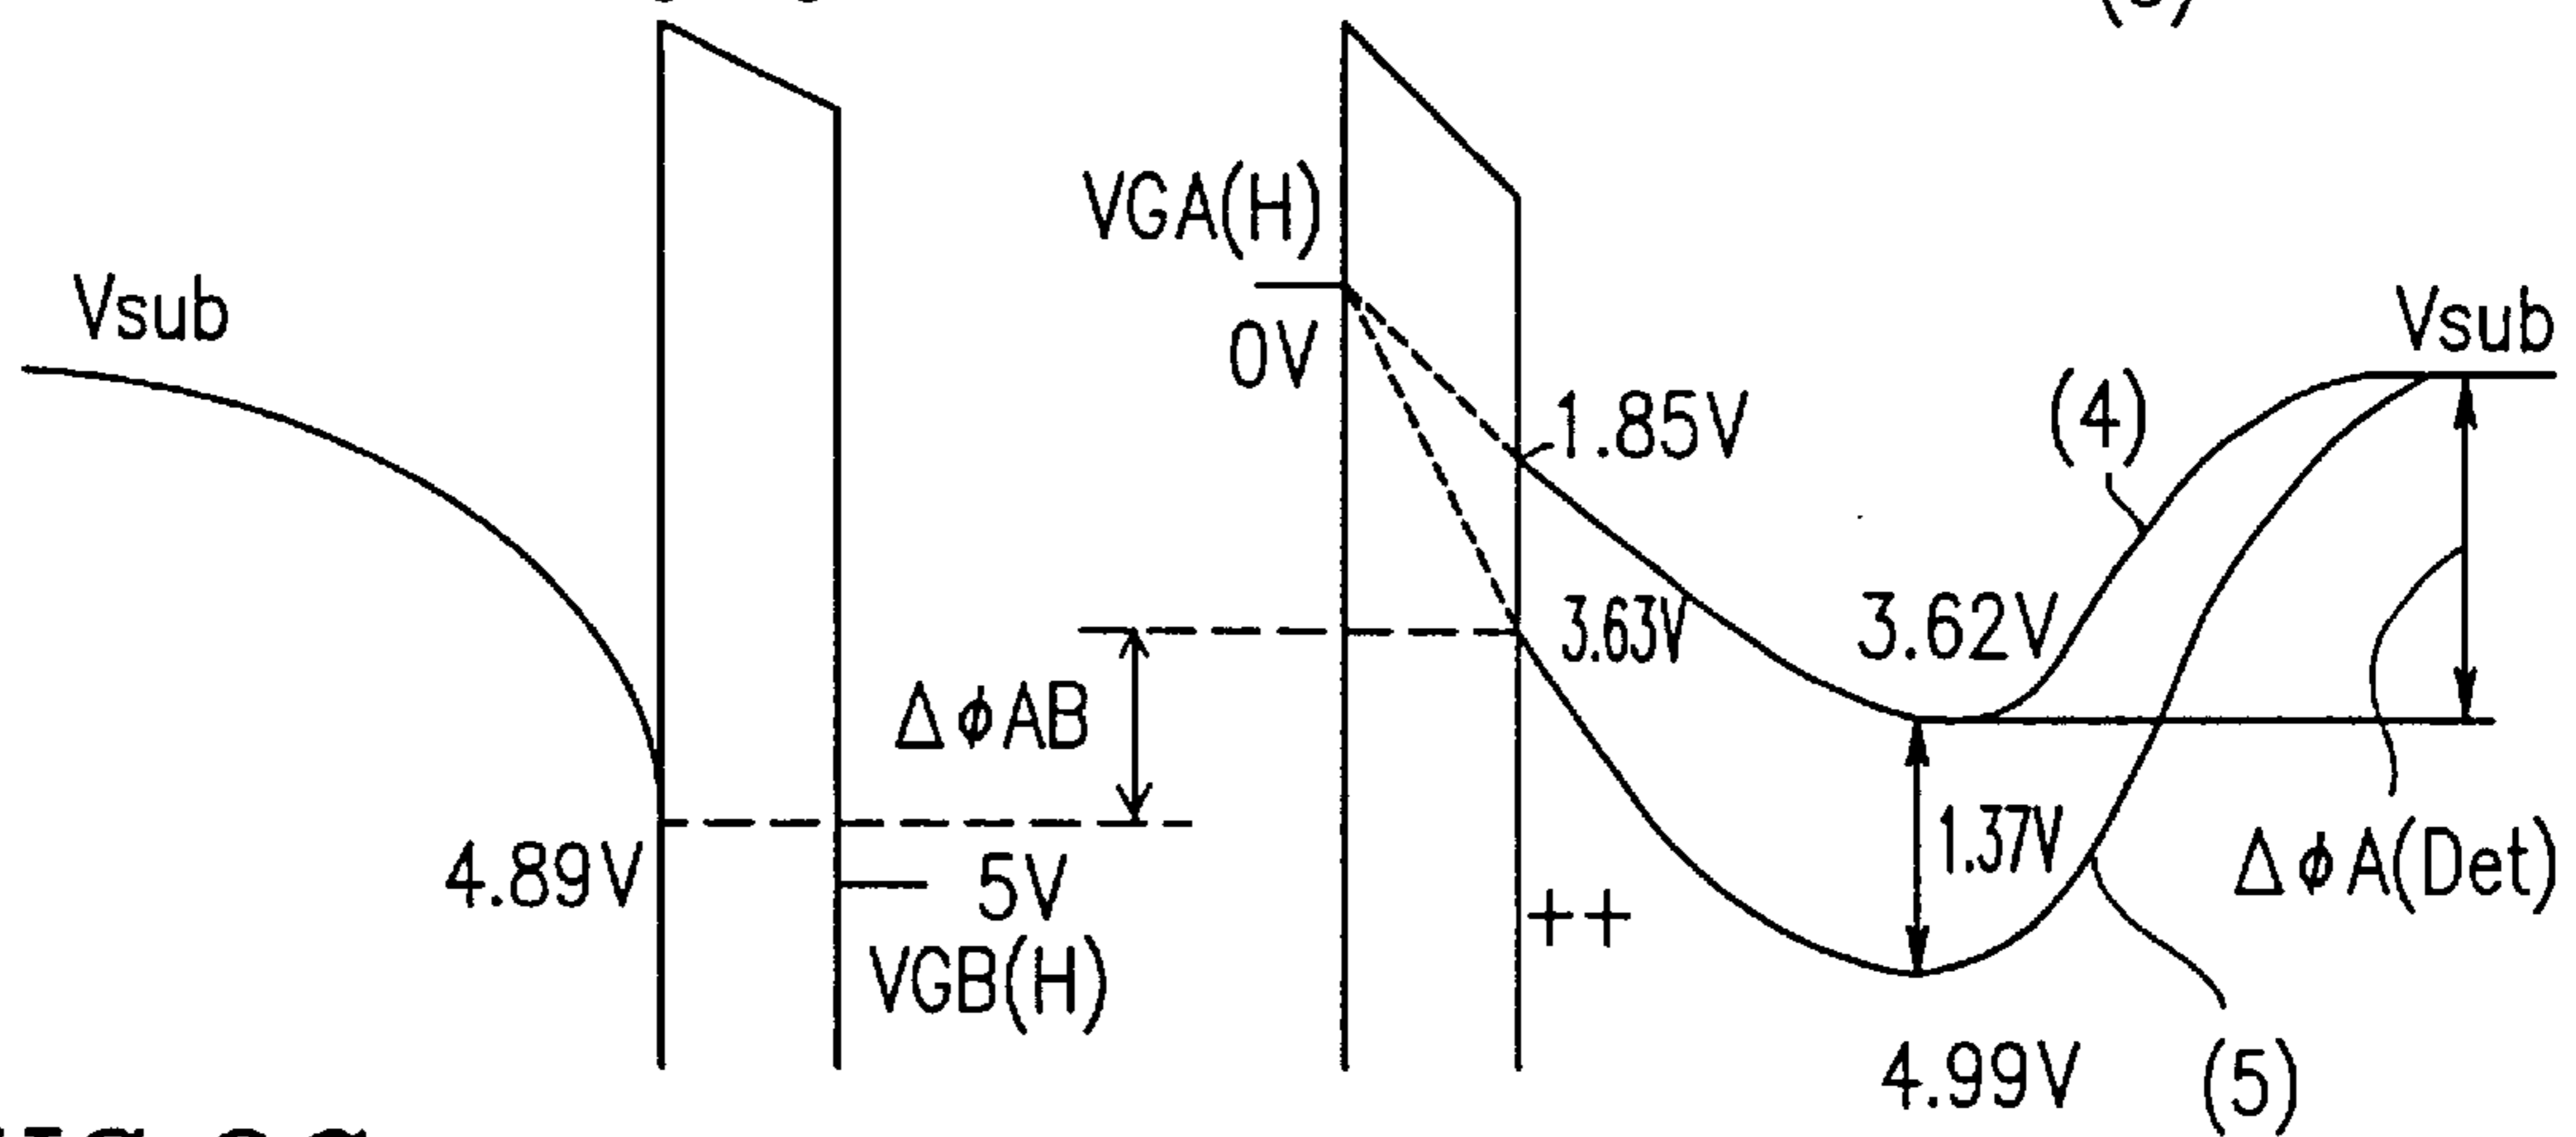 VGA(H)
Vsub
0V
Vsub
1.85V
(4)
3.63V
3.62V
ΔφAB
4.89V
5V
VGB(H)
++
1.37V
ΔφA(Det)
4.99V
(5)